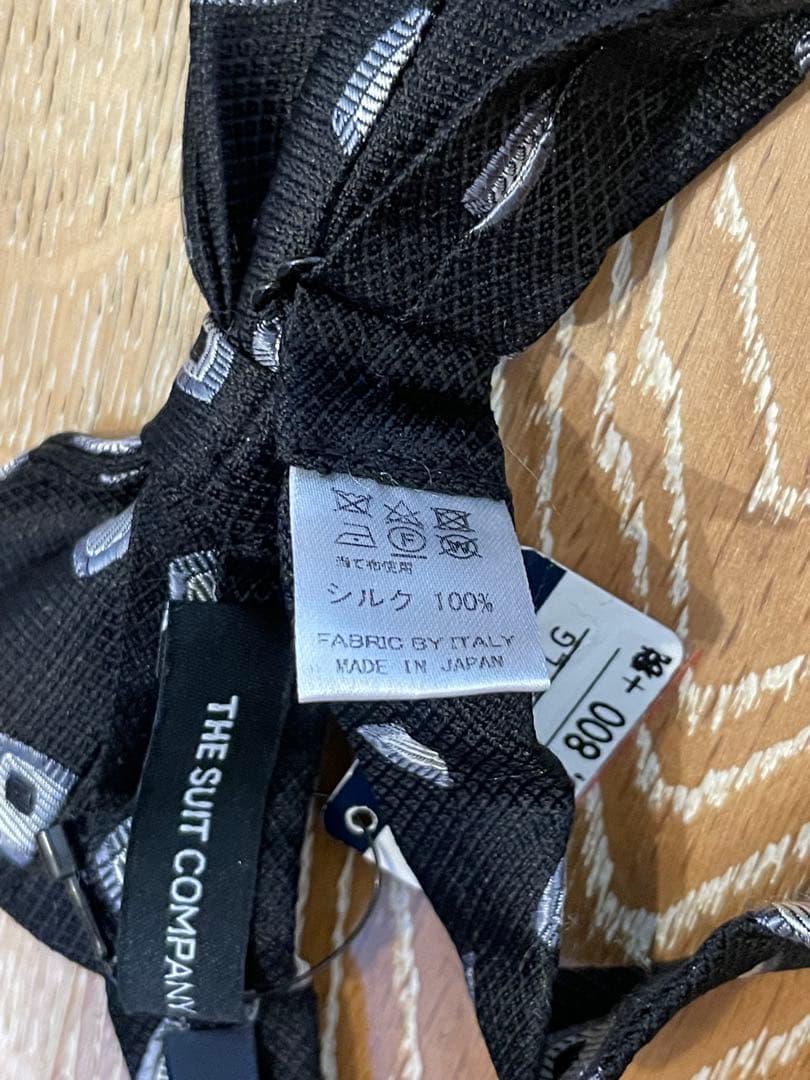 F
W
当て布使用
シルク 100%
FABRIC BY ITALY
MADE IN JAPAN
THE SUIT COMPANY
LG
,800+税